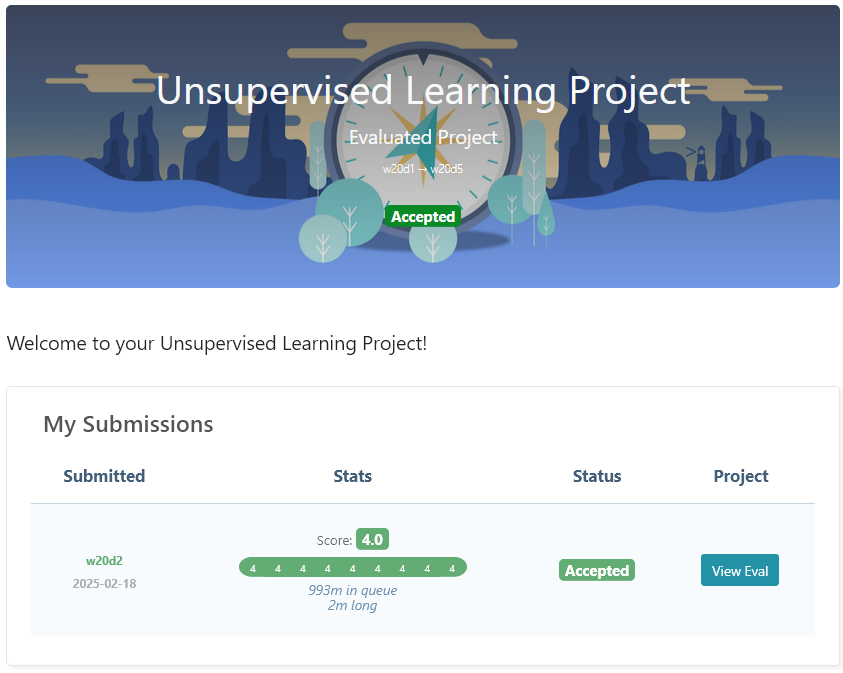 Unsupervised Learning Project
Evaluated Project
w20d1 → w20d5
Accepted
Welcome to your Unsupervised Learning Project!
My Submissions
Submitted Stats Status Project
Score: 4.0
w20d2
4 4 4 4 4 4 4 4 4
Accepted
View Eval
2025-02-18
993m in queue
2m long